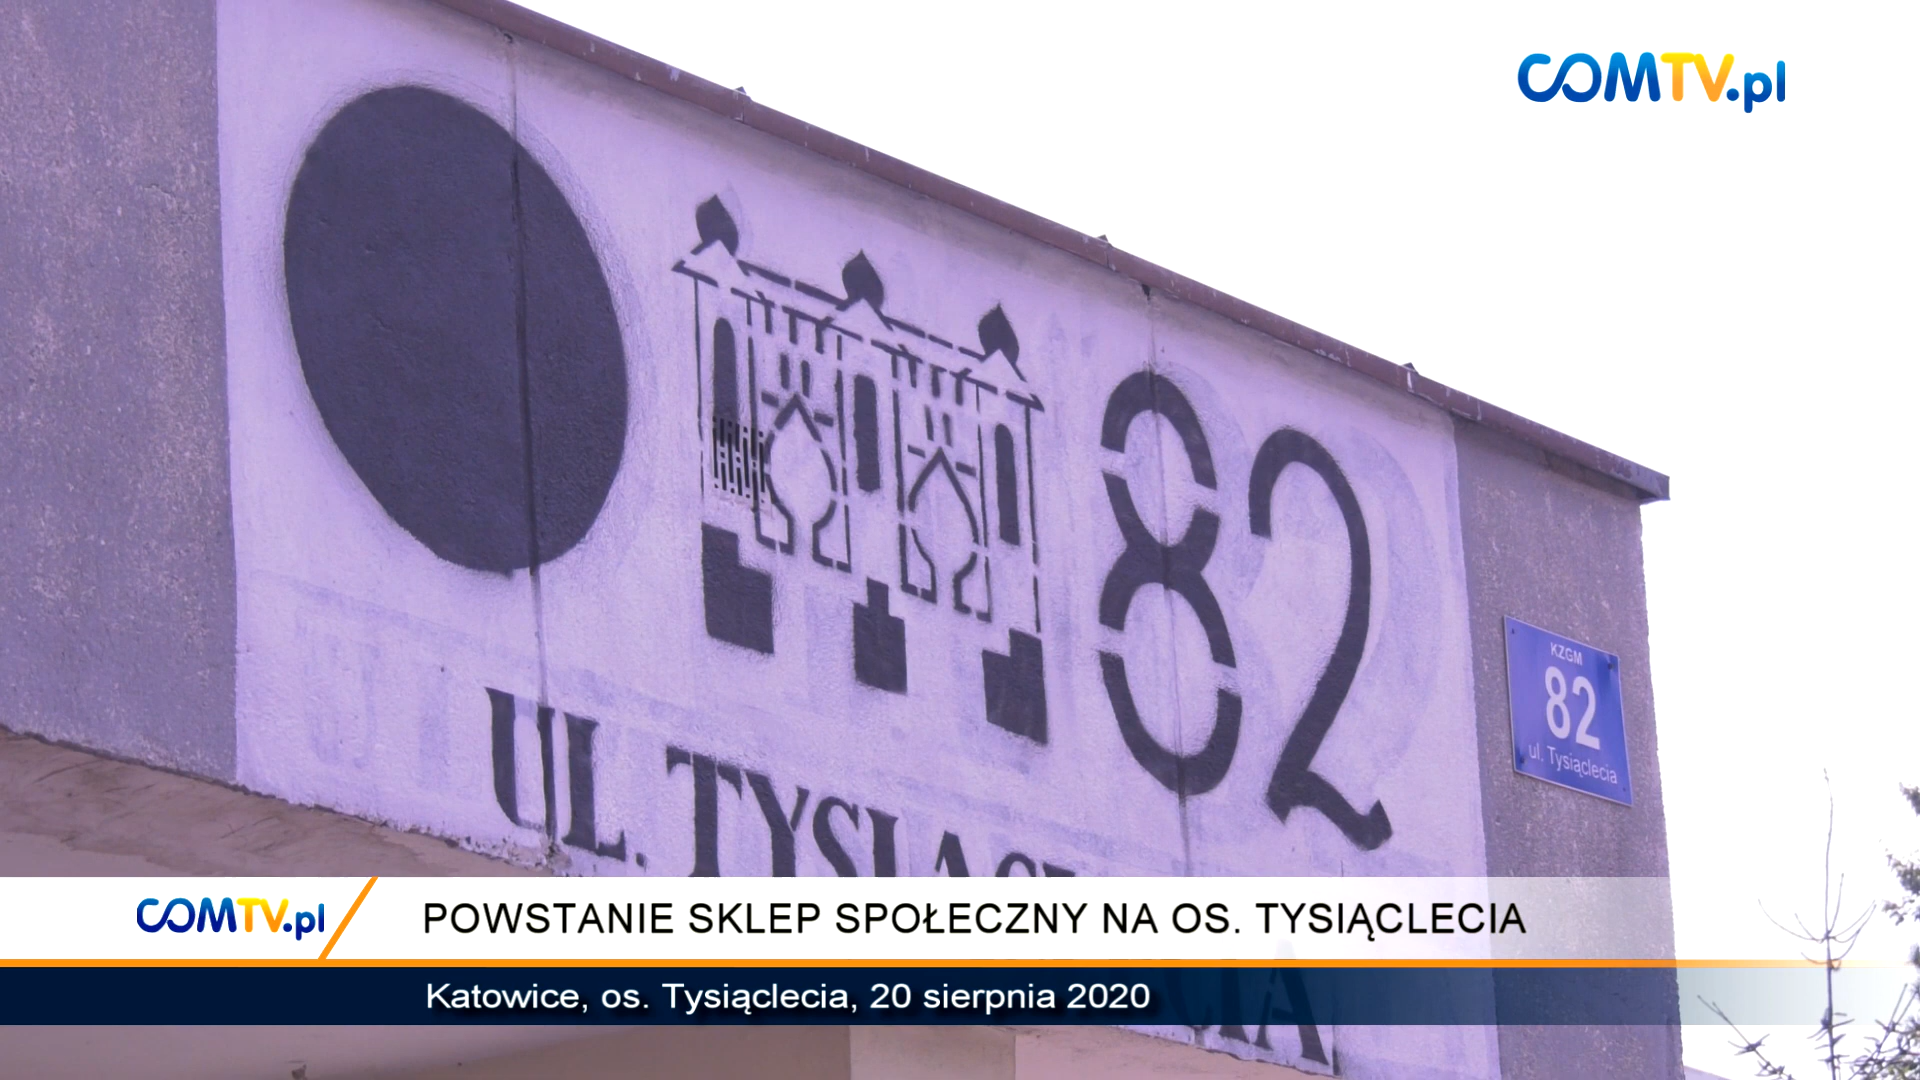 COMTV.pl
82
KZGM
82
ul. Tysiąclecia
UL. TYSIĄC
COMTV.pl
POWSTANIE SKLEP SPOŁECZNY NA OS. TYSIĄCLECIA
Katowice, os. Tysiąclecia, 20 sierpnia 2020